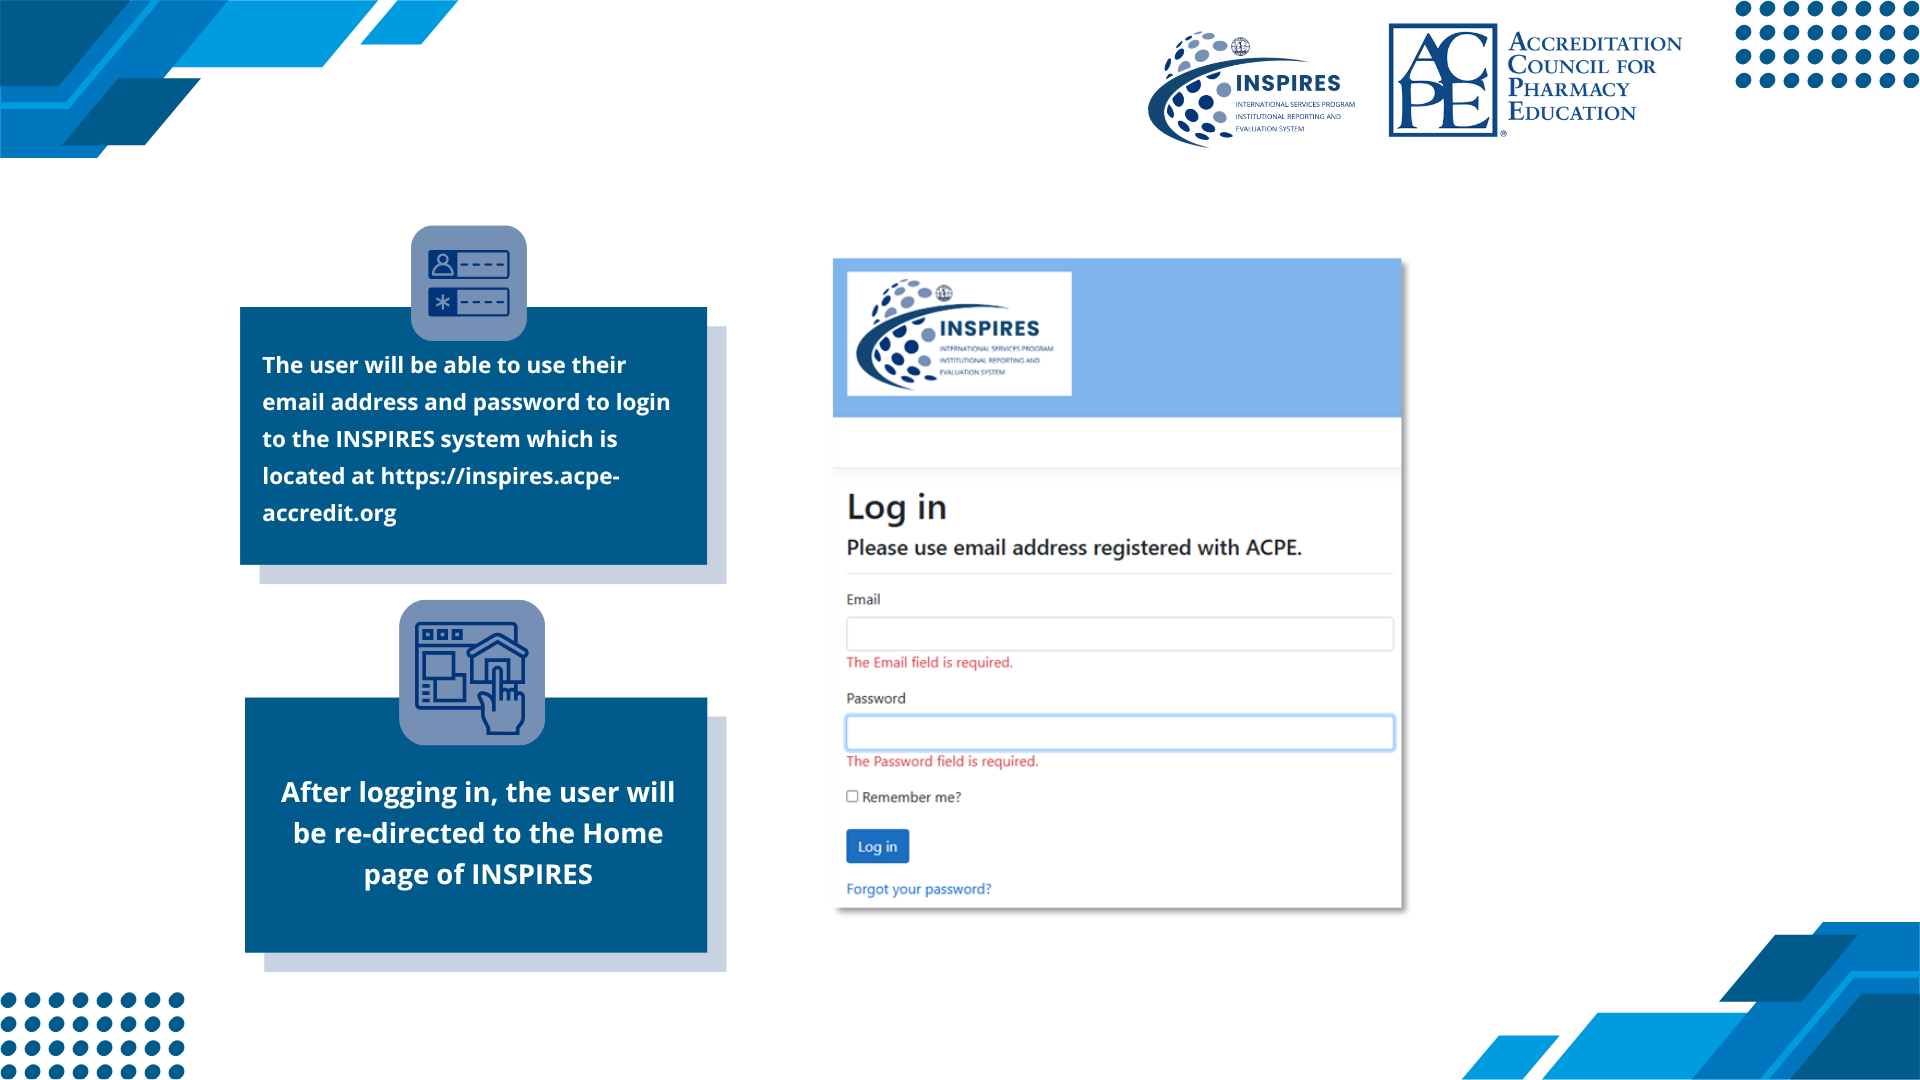 INSPIRES
INTERNATIONAL SERVICES PROGRAM
INSTITUTIONAL REPORTING AND
EVALUATION SYSTEM
ACPE
®
ACCREDITATION
COUNCIL FOR
PHARMACY
EDUCATION
The user will be able to use their
email address and password to login
to the INSPIRES system which is
located at https://inspires.acpe-
accredit.org
After logging in, the user will
be re-directed to the Home
page of INSPIRES
INSPIRES
INTERNATIONAL SERVICES PROGRAM
INSTITUTIONAL REPORTING AND
EVALUATION SYSTEM
Log in
Please use email address registered with ACPE.
Email
The Email field is required.
Password
The Password field is required.
Remember me?
Log in
Forgot your password?